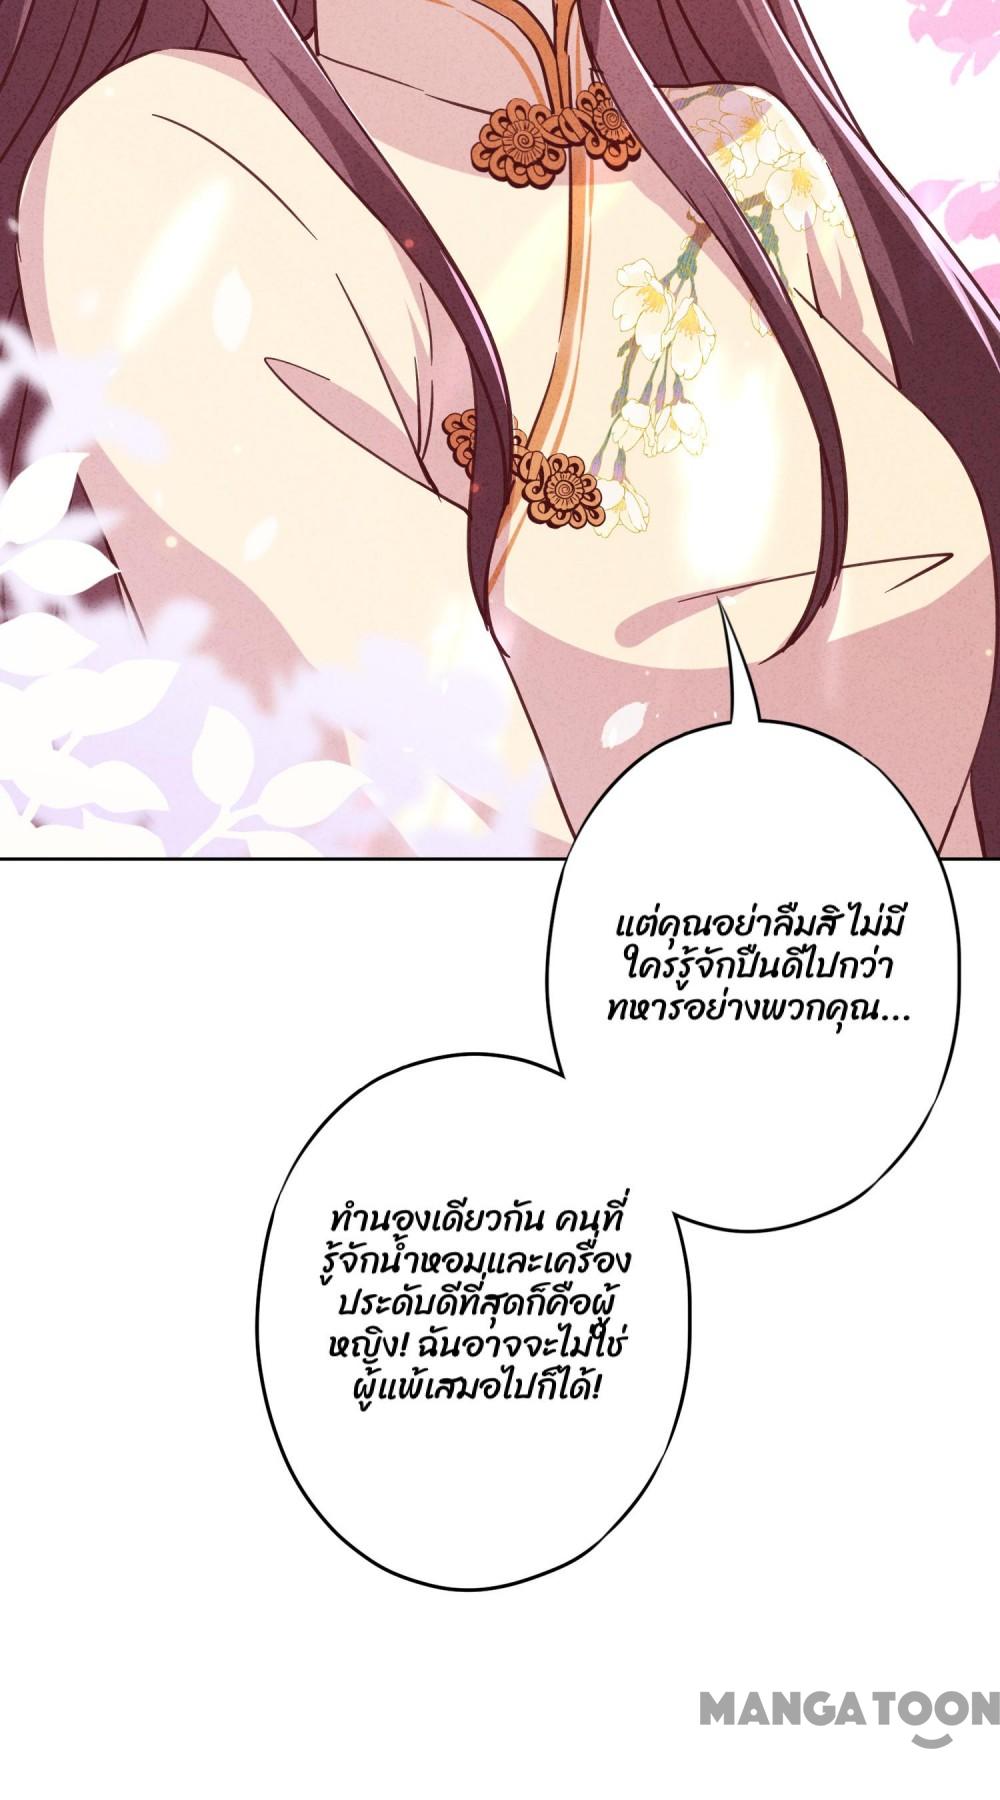 แต่คุณอย่าลืมสิ ไม่มี
ใครรู้จักปืนดีไปกว่า
ทหารอย่างพวกคุณ...
ทำนองเดียวกัน คนที่
รู้จักน้ำหอมและเครื่อง
ประดับดีที่สุดก็คือผู้
หญิง! ฉันอาจจะไม่ใช่
ผู้แพ้เสมอไปก็ได้!
MANGATOON